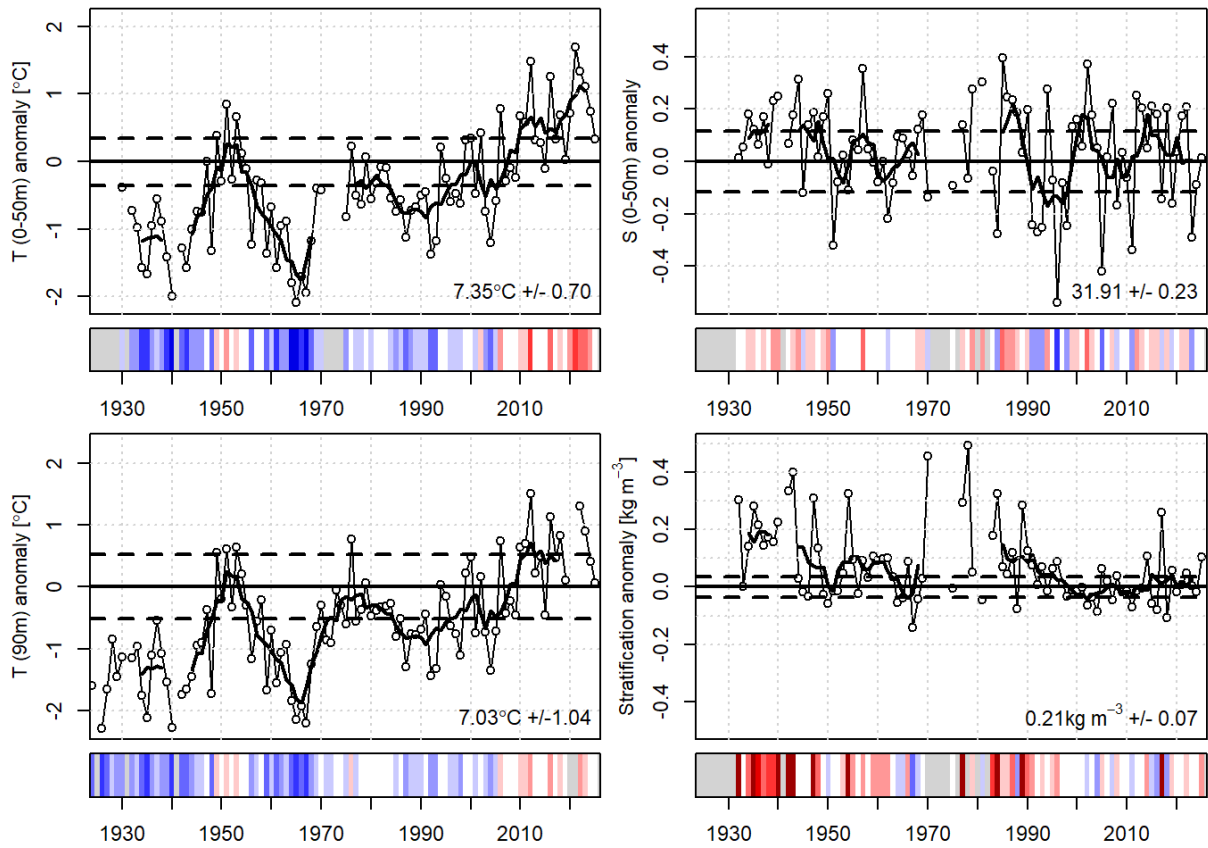 T (0-50m) anomaly [°C]
2
1
0
-1
-2
7.35°C +/- 0.70
1930 1950 1970 1990 2010
S (0-50m) anomaly
0.4
0.2
0.0
-0.2
-0.4
31.91 +/- 0.23
1930 1950 1970 1990 2010
T (90m) anomaly [°C]
2
1
0
-1
-2
7.03°C +/-1.04
1930 1950 1970 1990 2010
Stratification anomaly [kg m⁻³]
0.4
0.2
0.0
-0.2
-0.4
0.21kg m⁻³ +/- 0.07
1930 1950 1970 1990 2010